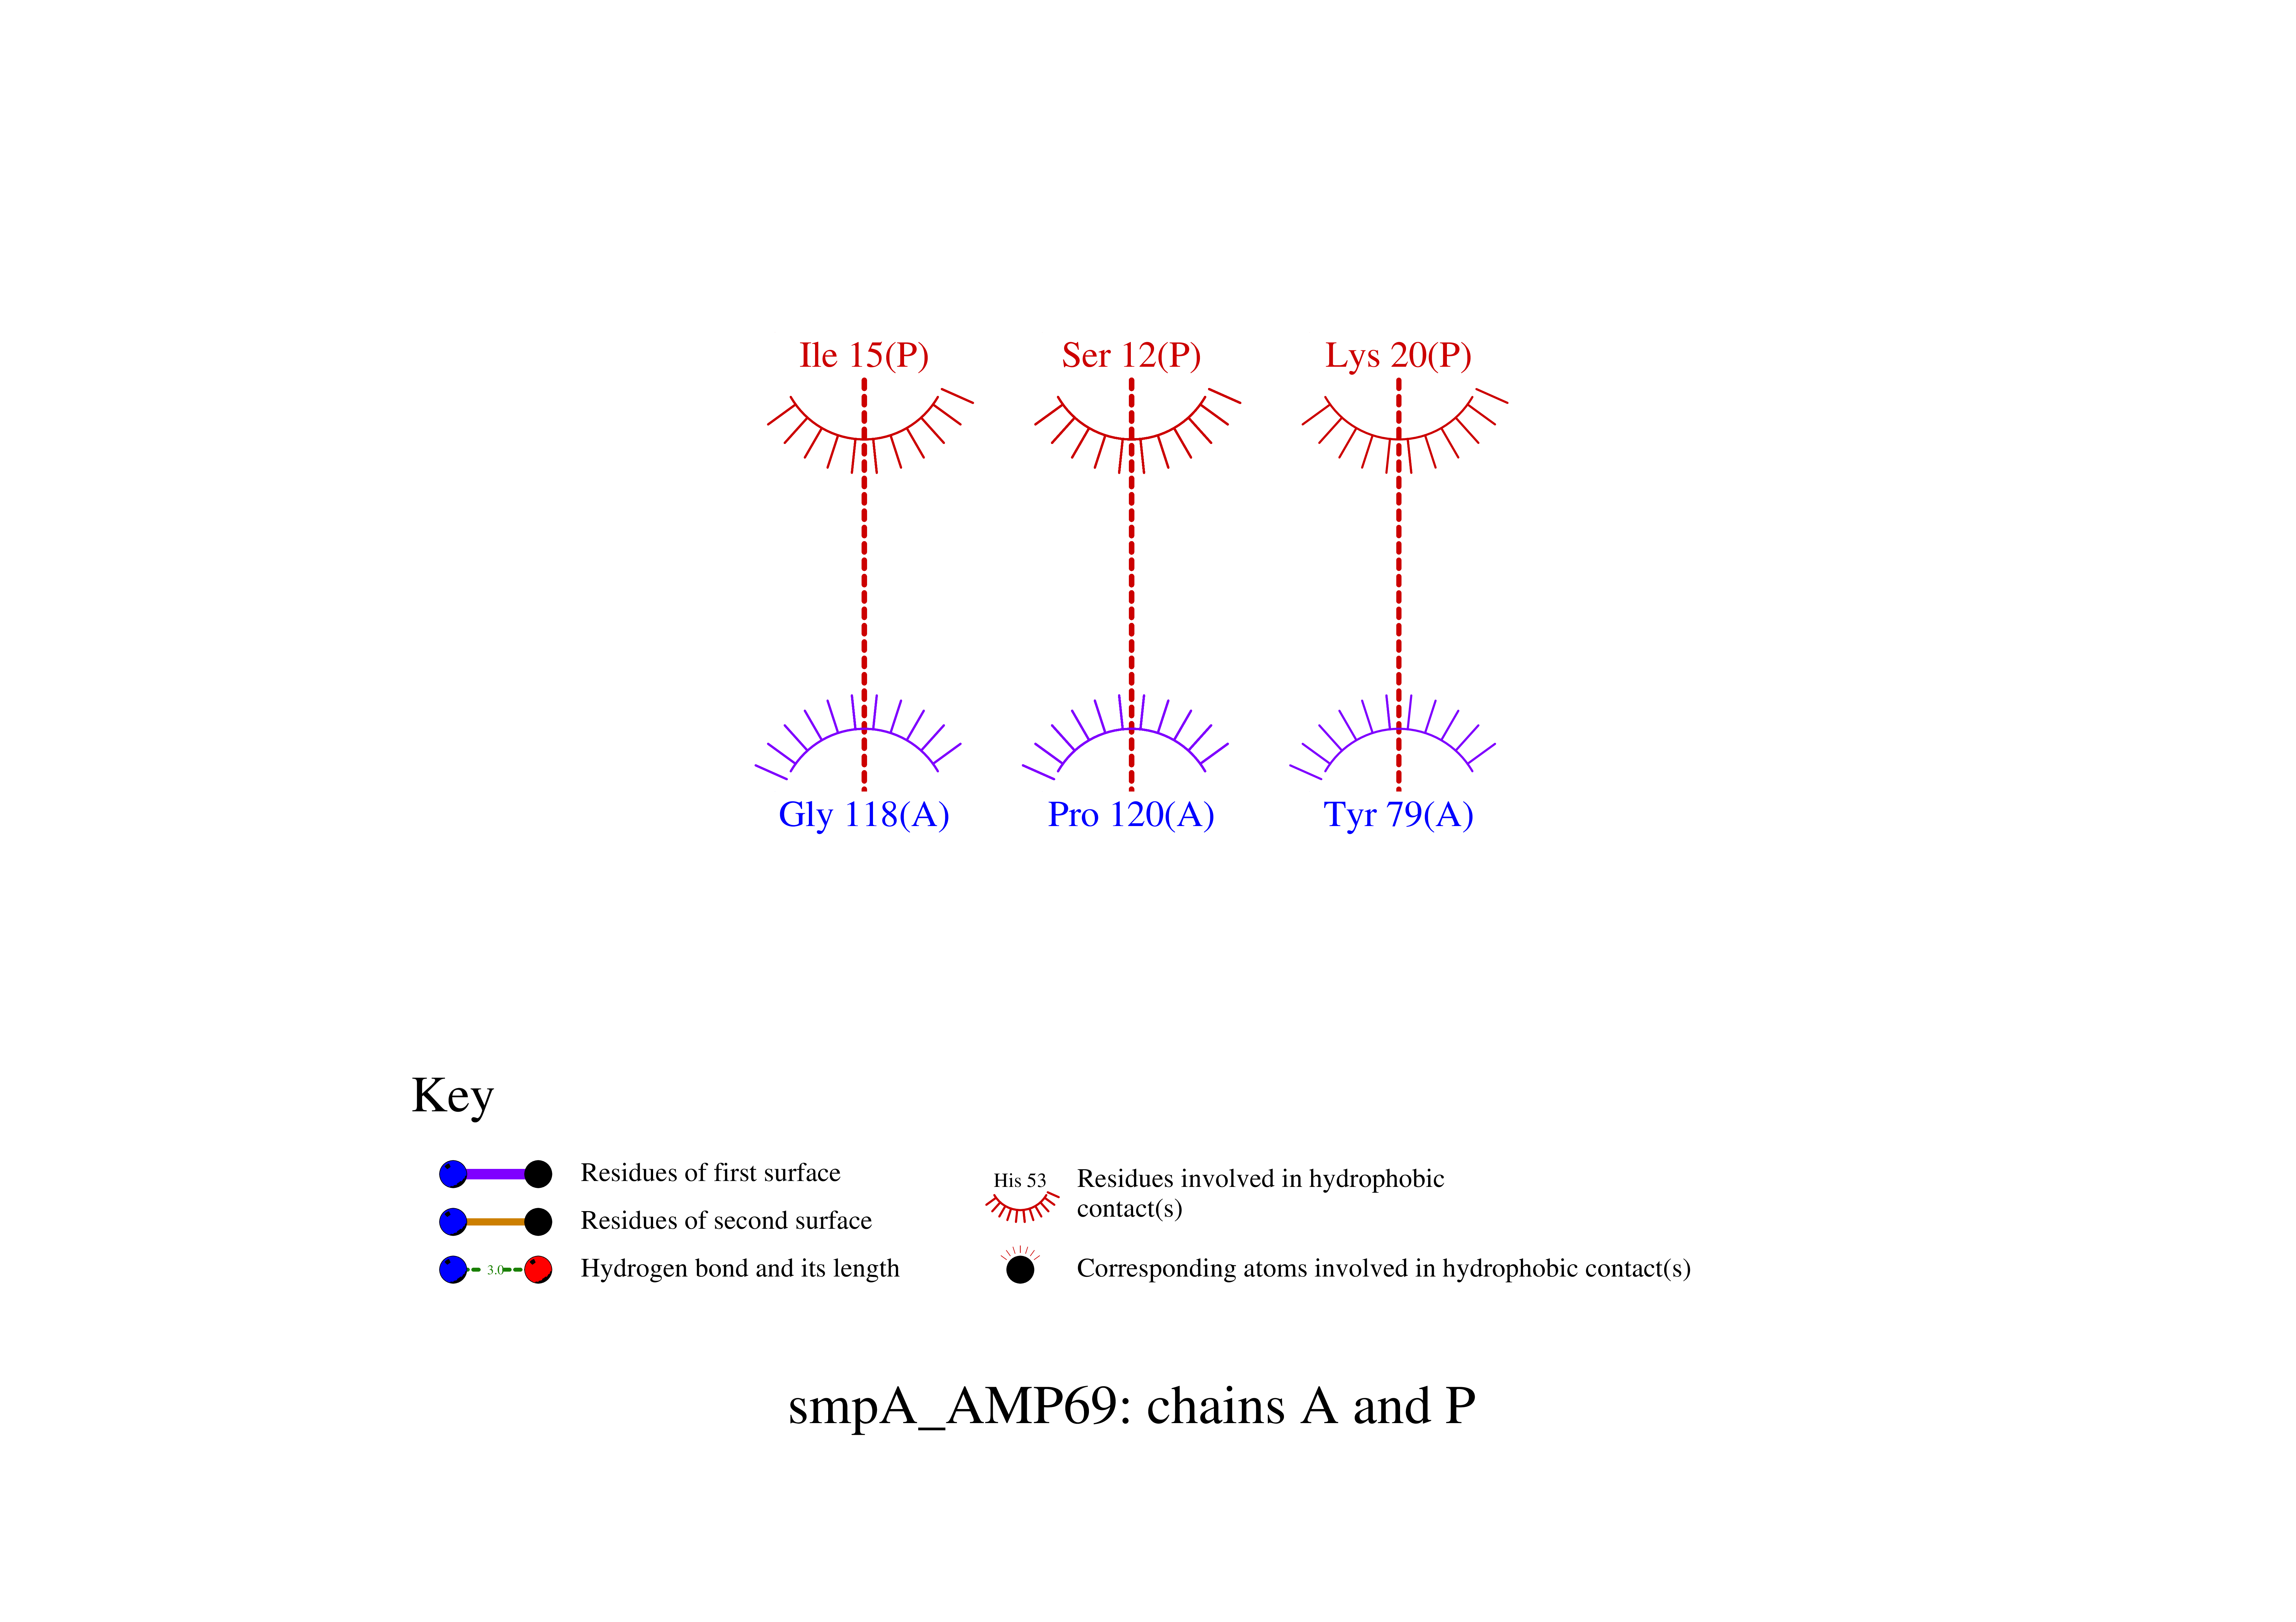 Ile 15(P) Ser 12(P) Lys 20(P)
Gly 118(A) Pro 120(A) Tyr 79(A)
Key
Residues of first surface
Residues of second surface
3.0 Hydrogen bond and its length
His 53 Residues involved in hydrophobic
contact(s)
Corresponding atoms involved in hydrophobic contact(s)
smpA_AMP69: chains A and P